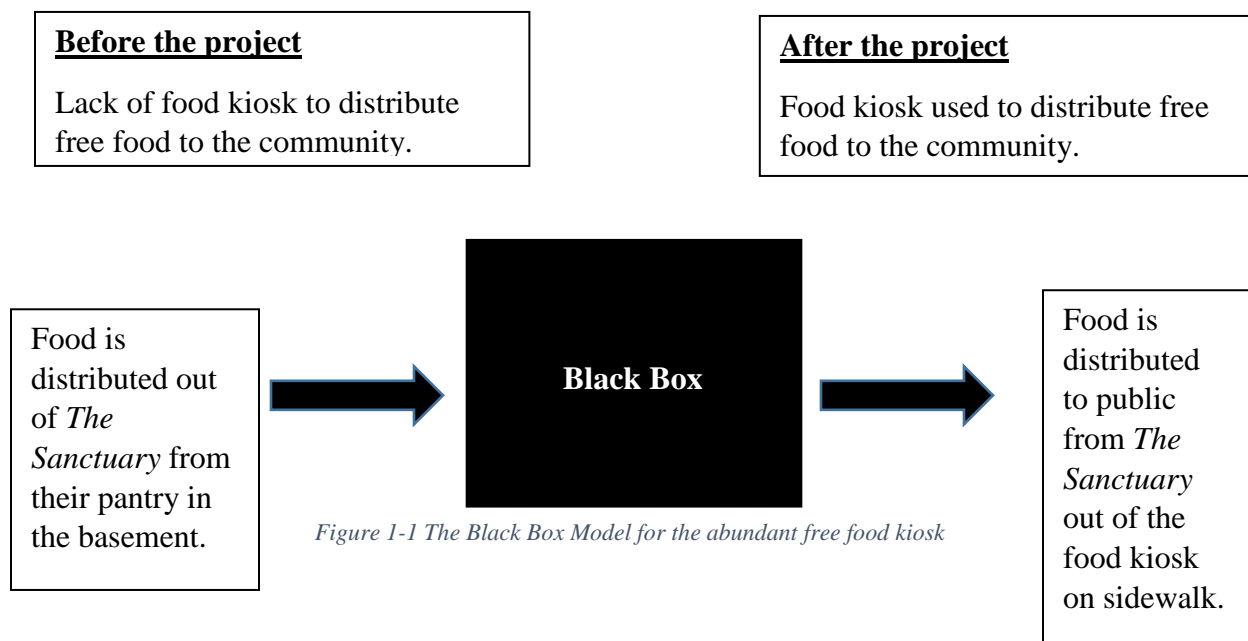 Before the project
Lack of food kiosk to distribute
free food to the community.
After the project
Food kiosk used to distribute free
food to the community.
Food is
distributed out
of The
Sanctuary from
their pantry in
the basement.
Black Box
Food is
distributed
to public
from The
Sanctuary
out of the
food kiosk
on sidewalk.
Figure 1-1 The Black Box Model for the abundant free food kiosk